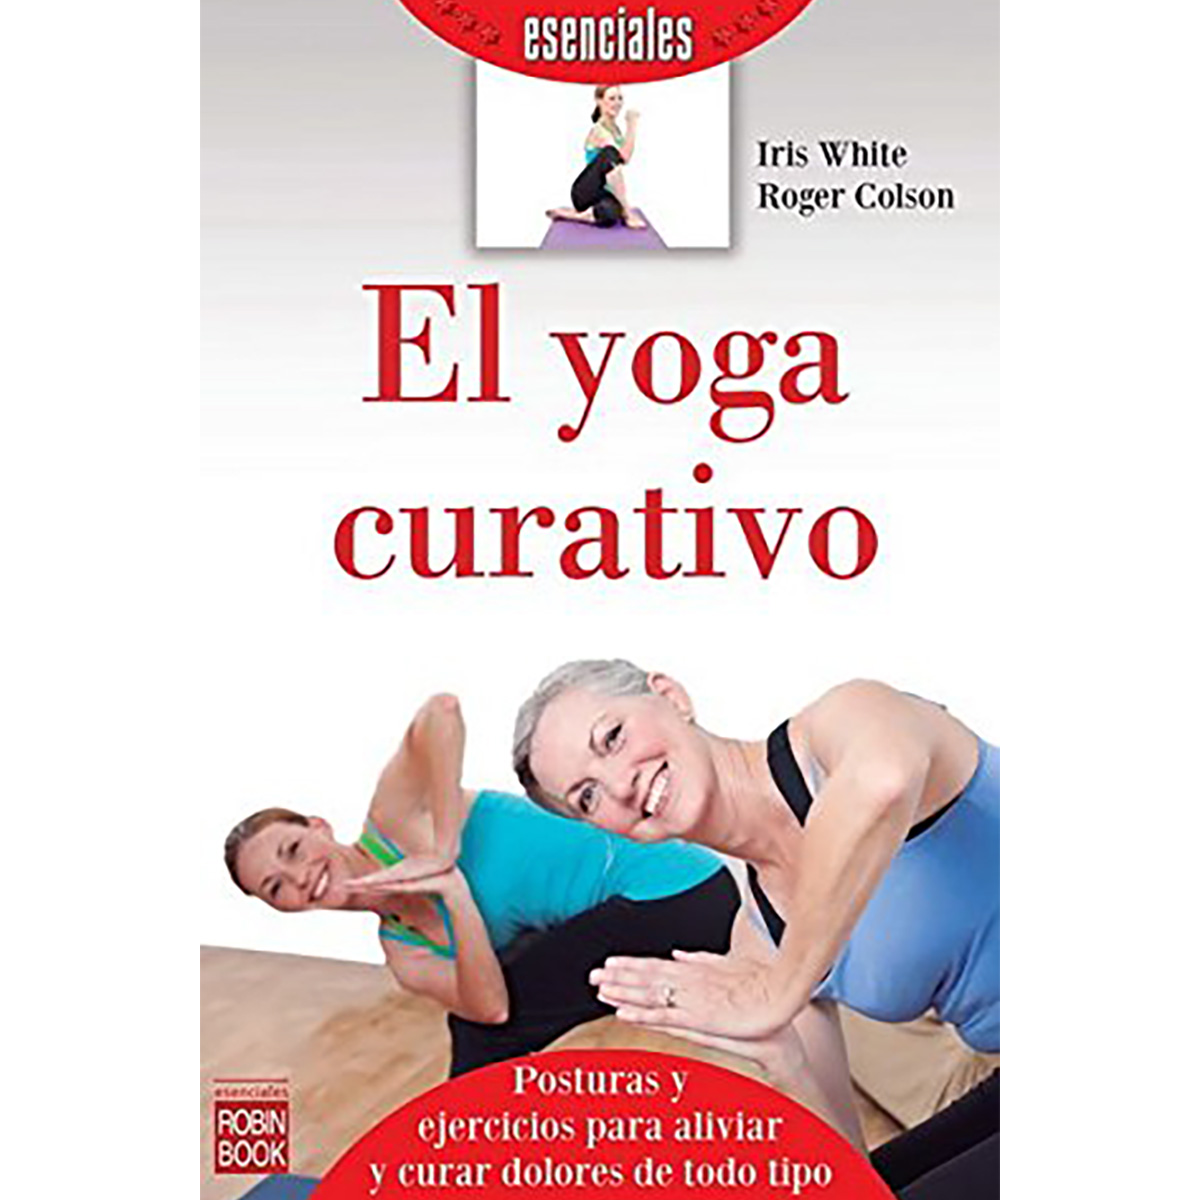 esenciales
Iris White
Roger Colson
El yoga
curativo
Posturas y
ejercicios para aliviar
y curar dolores de todo tipo
esenciales
ROBIN
BOOK